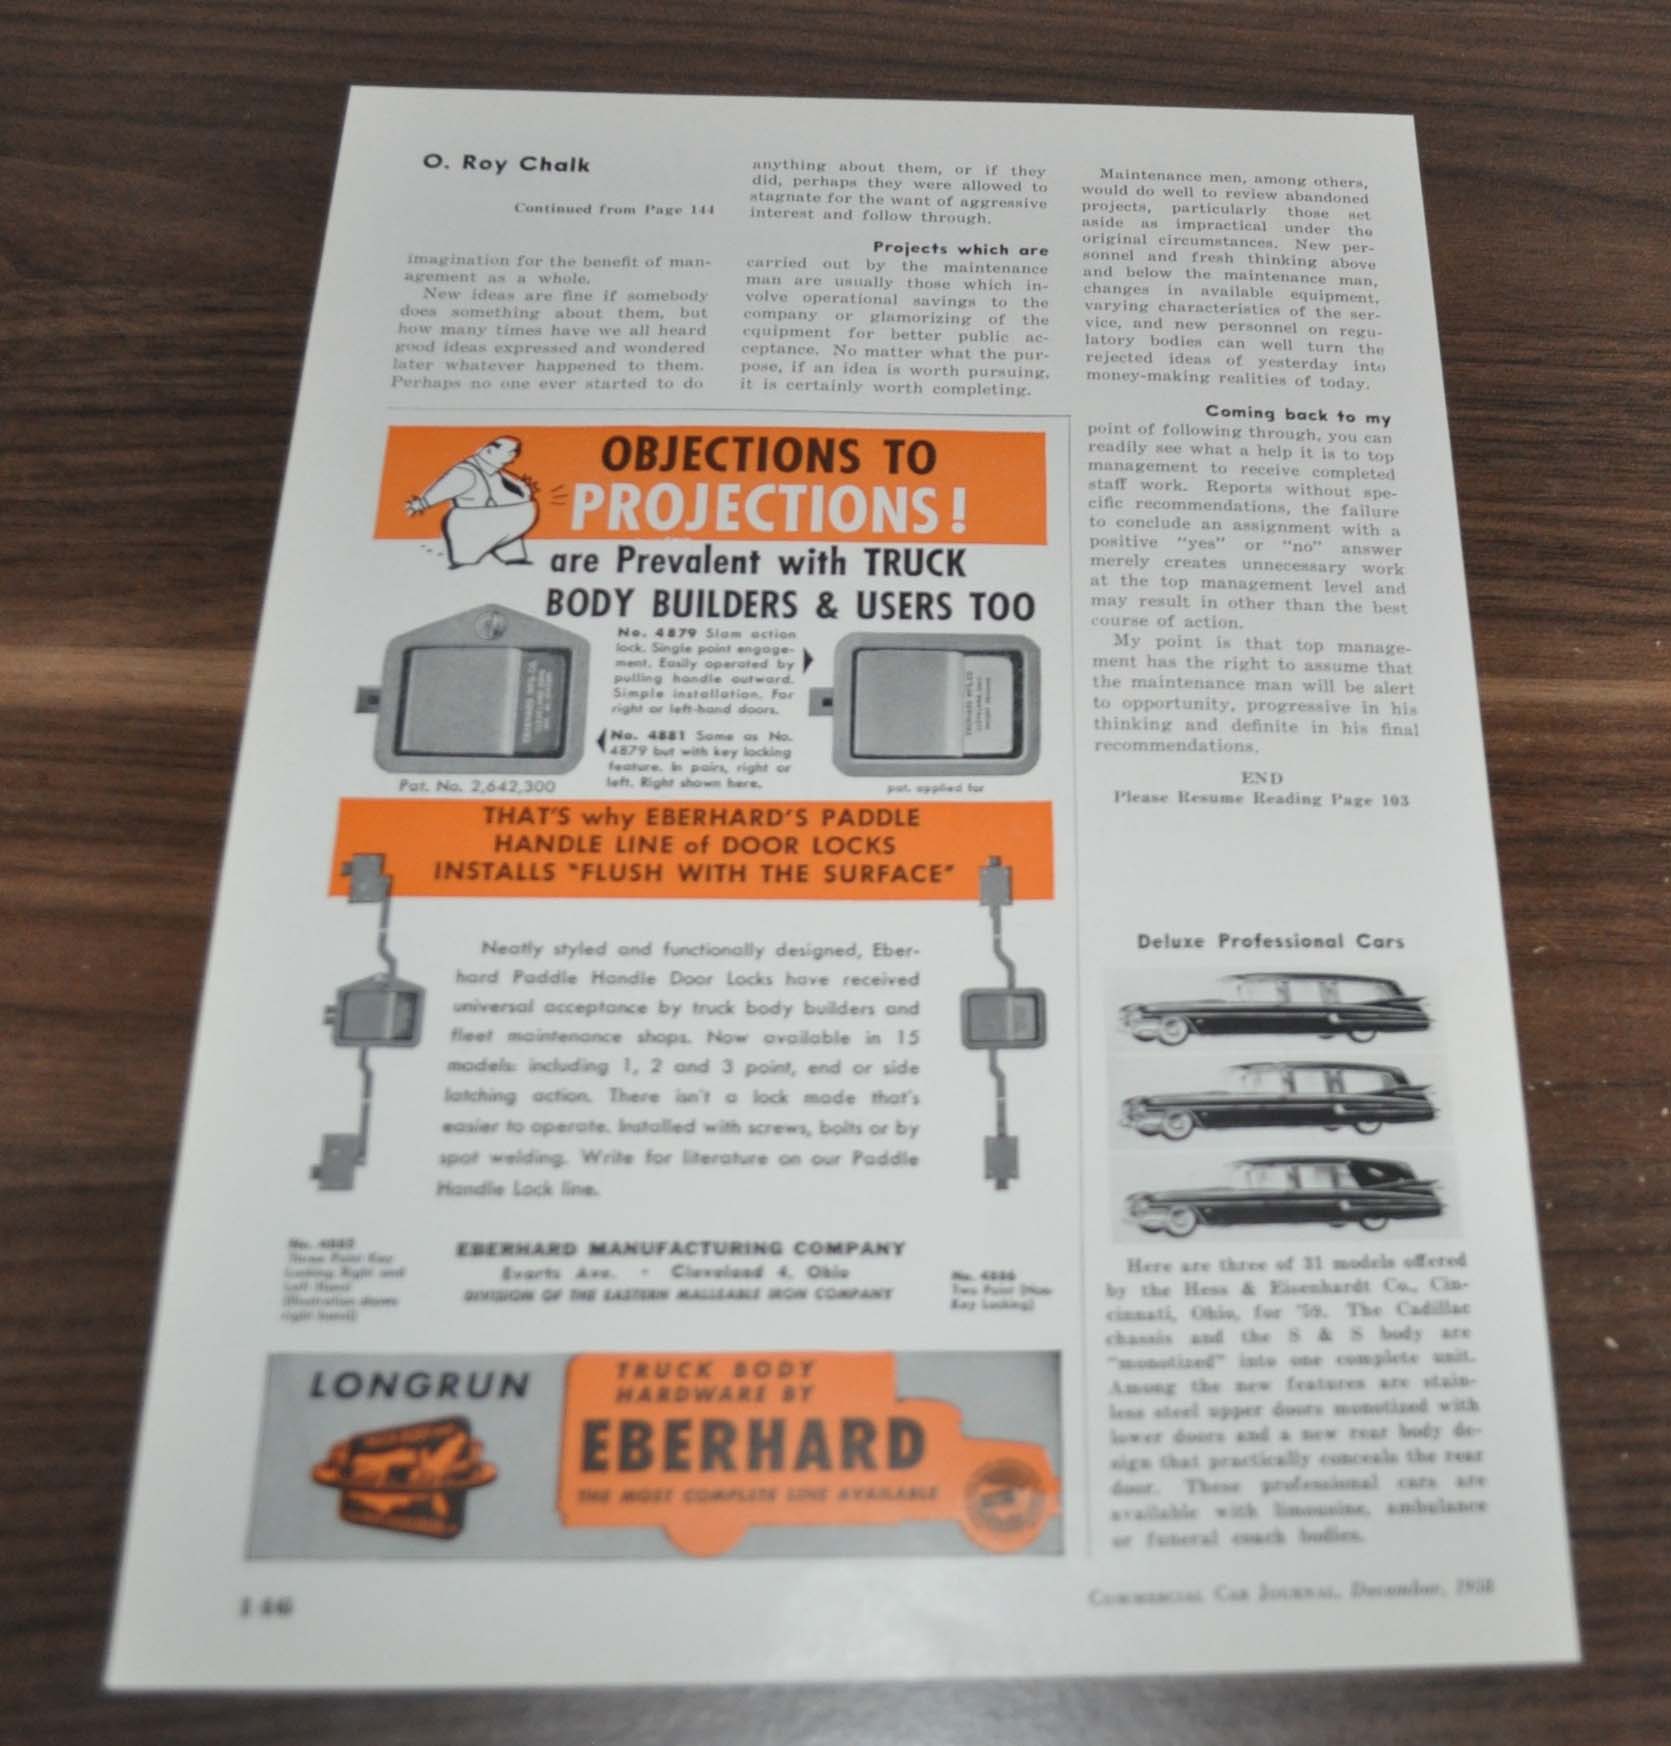 O. Roy Chalk
Continued from Page 144
imagination for the benefit of man-
agement as a whole.
New ideas are fine if somebody
does something about them, but
how many times have we all heard
good ideas expressed and wondered
later whatever happened to them.
Perhaps no one ever started to do
anything about them, or if they
did, perhaps they were allowed to
stagnate for the want of aggressive
interest and follow through.
Projects which are
carried out by the maintenance
man are usually those which in-
volve operational savings to the
company or glamorizing of the
equipment for better public ac-
ceptance. No matter what the pur-
pose, if an idea is worth pursuing,
it is certainly worth completing.
Maintenance men, among others,
would do well to review abandoned
projects, particularly those set
aside as impractical under the
original circumstances. New per-
sonnel and fresh thinking above
and below the maintenance man,
changes in available equipment,
varying characteristics of the ser-
vice, and new personnel on regu-
latory bodies can well turn the
rejected ideas of yesterday into
money-making realities of today.
Coming back to my
point of following through, you can
readily see what a help it is to top
management to receive completed
staff work. Reports without spe-
cific recommendations, the failure
to conclude an assignment with a
positive "yes" or "no" answer
merely creates unnecessary work
at the top management level and
may result in other than the best
course of action.
My point is that top manage-
ment has the right to assume that
the maintenance man will be alert
to opportunity, progressive in his
thinking and definite in his final
recommendations.
END
Please Resume Reading Page 103
OBJECTIONS TO
PROJECTIONS!
are Prevalent with TRUCK
BODY BUILDERS & USERS TOO
No. 4879 Slam action
lock. Single point engage-
ment. Easily operated by
pulling handle outward.
Simple installation. For
right or left-hand doors.
No. 4881 Same as No.
4879 but with key locking
feature. In pairs, right or
left. Right shown here.
Pat. No. 2,642,300
pat. applied for
THAT'S why EBERHARD'S PADDLE
HANDLE LINE of DOOR LOCKS
INSTALLS "FLUSH WITH THE SURFACE"
Neatly styled and functionally designed, Eber-
hard Paddle Handle Door Locks have received
universal acceptance by truck body builders and
fleet maintenance shops. Now available in 15
models: including 1, 2 and 3 point, end or side
latching action. There isn't a lock made that's
easier to operate. Installed with screws, bolts or by
spot welding. Write for literature on our Paddle
Handle Lock line.
Three Point Key
Locking, Right and
Left Hand
(Illustration shows
right hand)
EBERHARD MANUFACTURING COMPANY
Evarts Ave. • Cleveland 4, Ohio
DIVISION OF THE EASTERN MALLEABLE IRON COMPANY
No. 4886
Two Point (Non
Key Locking)
LONGRUN
TRUCK BODY
HARDWARE BY
EBERHARD
THE MOST COMPLETE LINE AVAILABLE
Deluxe Professional Cars
Here are three of 31 models offered
by the Hess & Eisenhardt Co., Cin-
cinnati, Ohio, for '59. The Cadillac
chassis and the S & S body are
"monotized" into one complete unit.
Among the new features are stain-
less steel upper doors monotized with
lower doors and a new rear body de-
sign that practically conceals the rear
door. These professional cars are
available with limousine, ambulance
or funeral coach bodies.
COMMERCIAL CAR JOURNAL, December, 1958